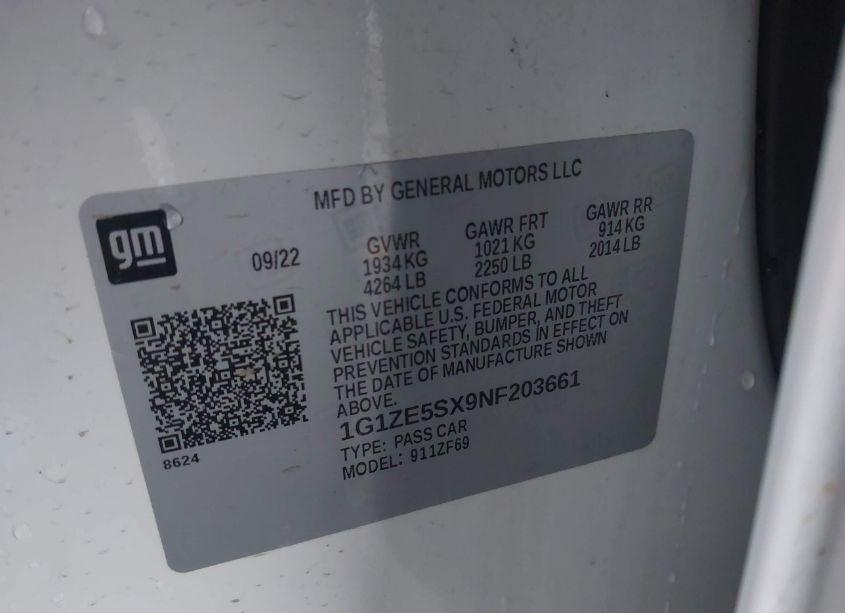 MFD BY GENERAL MOTORS LLC
gm
09/22
GVWR
1934 KG
4264 LB
GAWR FRT
1021 KG
2250 LB
GAWR RR
914 KG
2014 LB
THIS VEHICLE CONFORMS TO ALL
APPLICABLE U.S. FEDERAL MOTOR
VEHICLE SAFETY, BUMPER, AND THEFT
PREVENTION STANDARDS IN EFFECT ON
THE DATE OF MANUFACTURE SHOWN
ABOVE.
1G1ZE5SX9NF203661
TYPE: PASS CAR
MODEL: 911ZF69
8624